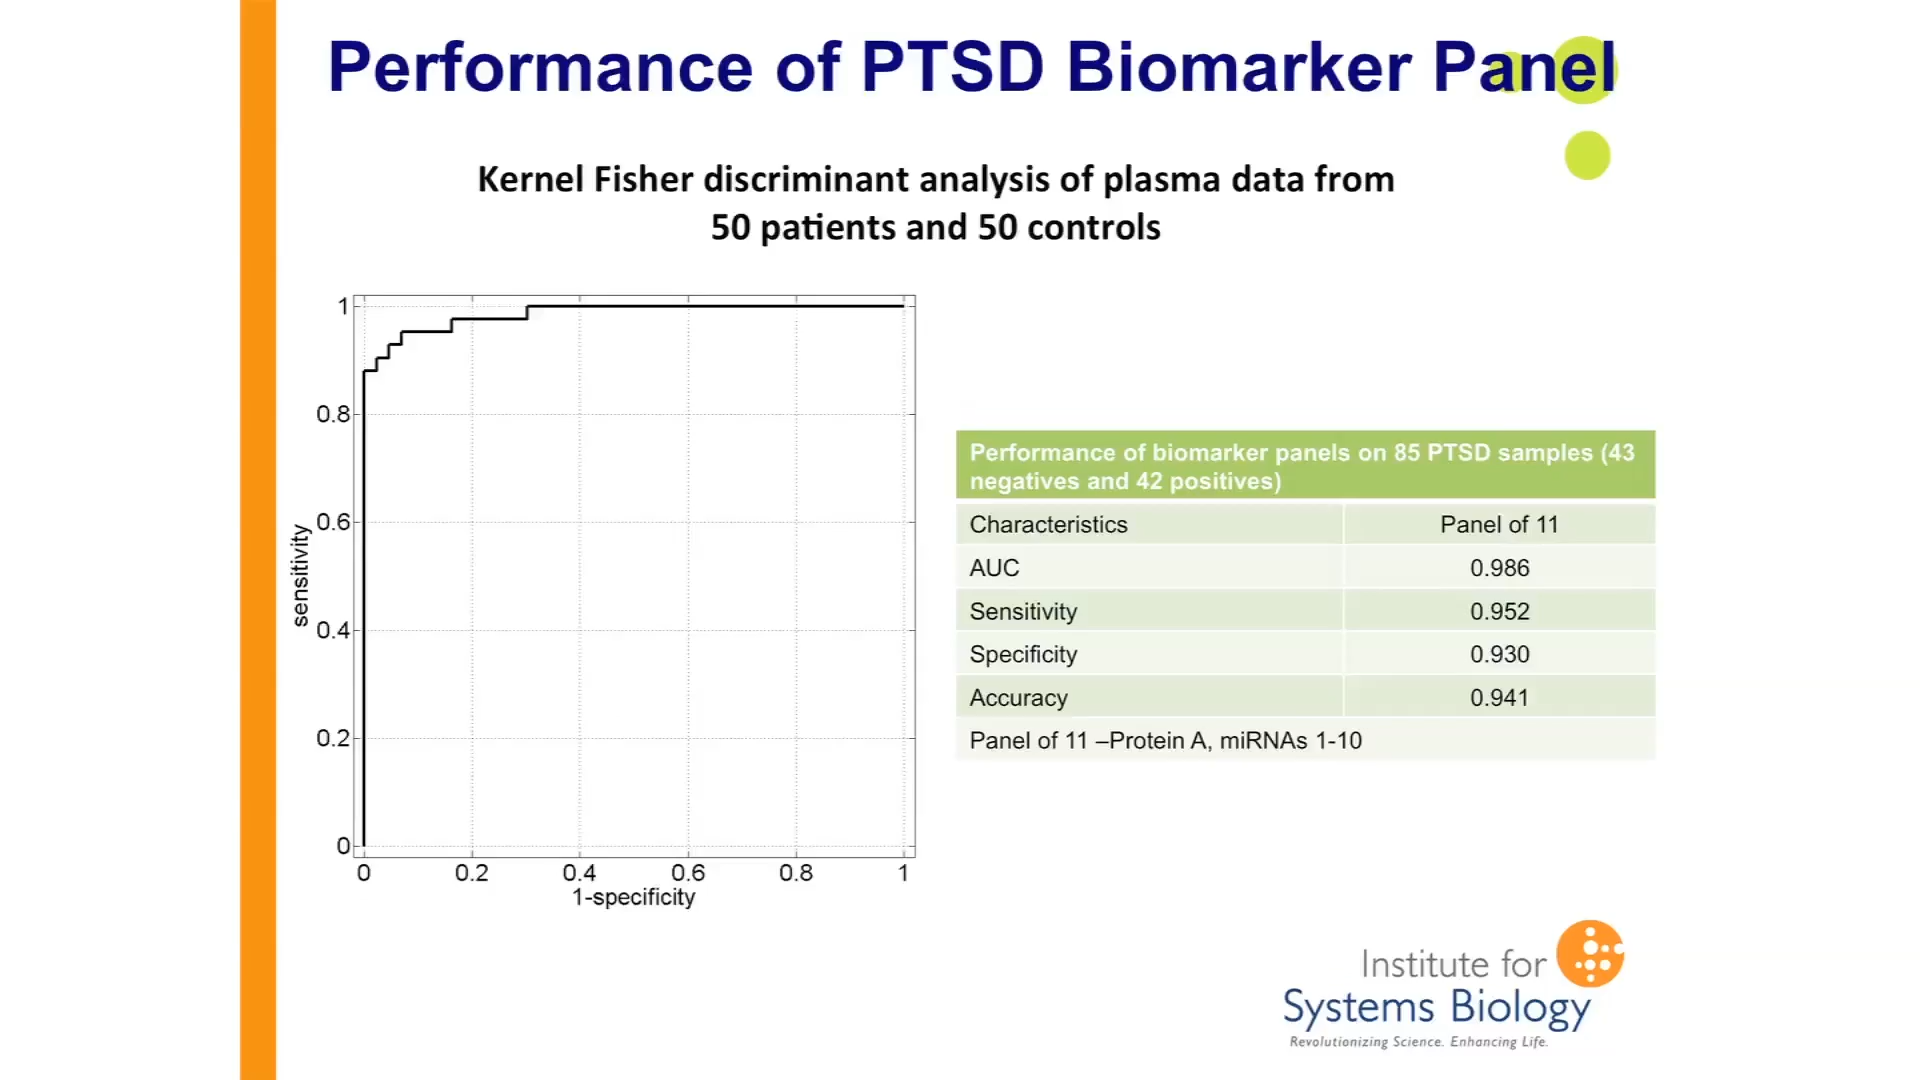 Performance of PTSD Biomarker Panel
Kernel Fisher discriminant analysis of plasma data from
50 patients and 50 controls
1
0.8
0.6
0.4
0.2
0
sensitivity
0 0.2 0.4 0.6 0.8 1
1-specificity
Performance of biomarker panels on 85 PTSD samples (43
negatives and 42 positives)
Characteristics Panel of 11
AUC 0.986
Sensitivity 0.952
Specificity 0.930
Accuracy 0.941
Panel of 11 –Protein A, miRNAs 1-10
Institute for
Systems Biology
Revolutionizing Science. Enhancing Life.